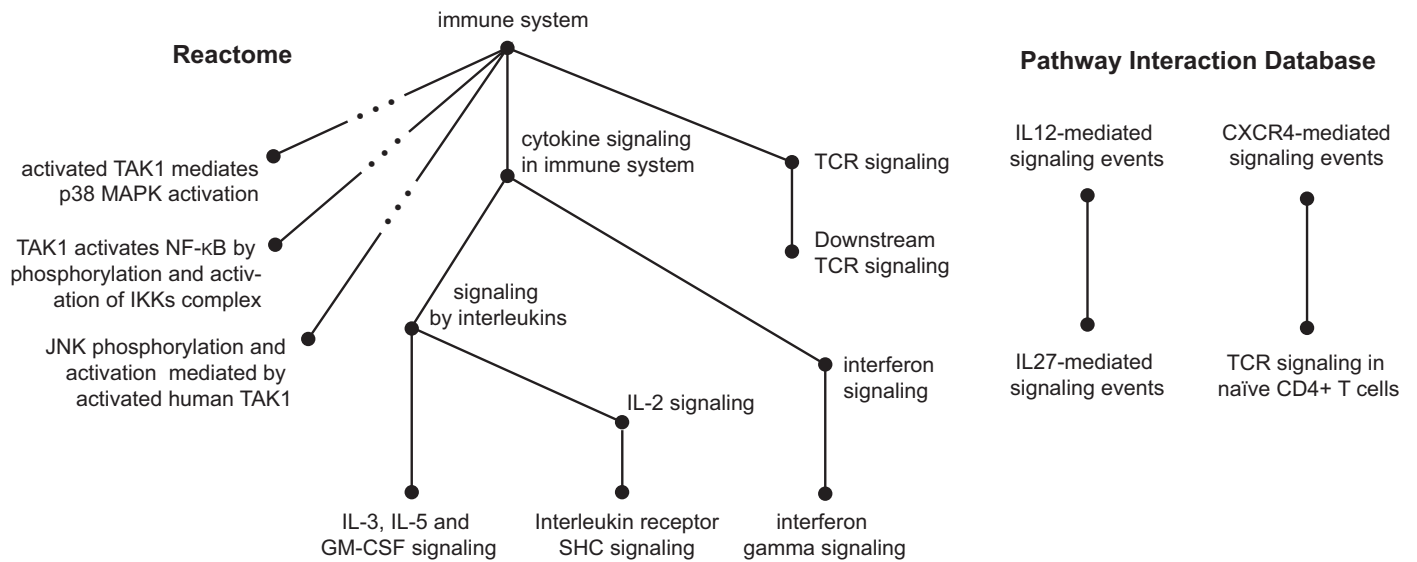 immune system
Reactome
Pathway Interaction Database
cytokine signaling
in immune system
TCR signaling
IL12-mediated
signaling events
CXCR4-mediated
signaling events
activated TAK1 mediates
p38 MAPK activation
TAK1 activates NF-κB by
phosphorylation and activ-
ation of IKKs complex
Downstream
TCR signaling
signaling
by interleukins
JNK phosphorylation and
activation mediated by
activated human TAK1
interferon
signaling
IL27-mediated
signaling events
TCR signaling in
naïve CD4+ T cells
IL-2 signaling
IL-3, IL-5 and
GM-CSF signaling
Interleukin receptor
SHC signaling
interferon
gamma signaling